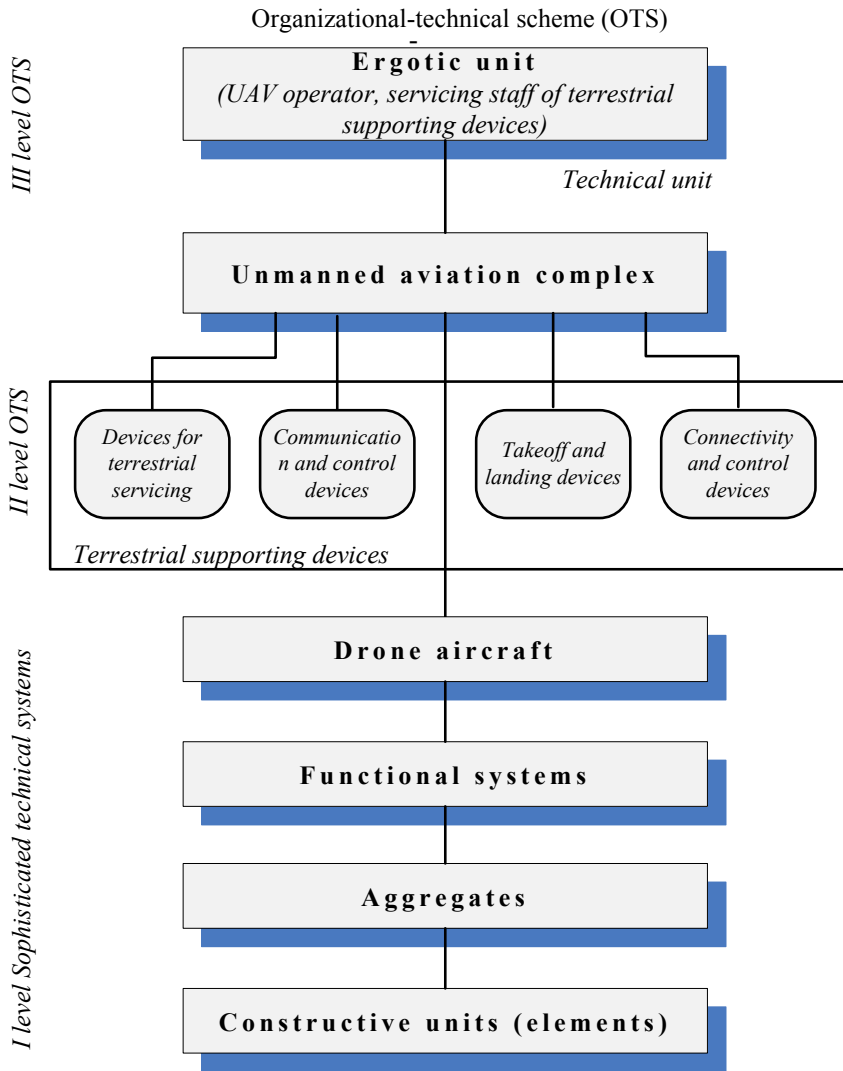 Organizational-technical scheme (OTS)
-
III level OTS
Ergotic unit
(UAV operator, servicing staff of terrestrial
supporting devices)
Technical unit
Unmanned aviation complex
II level OTS
Devices for
terrestrial
servicing
Communicatio
n and control
devices
Takeoff and
landing devices
Connectivity
and control
devices
Terrestrial supporting devices
I level Sophisticated technical systems
Drone aircraft
Functional systems
Aggregates
Constructive units (elements)